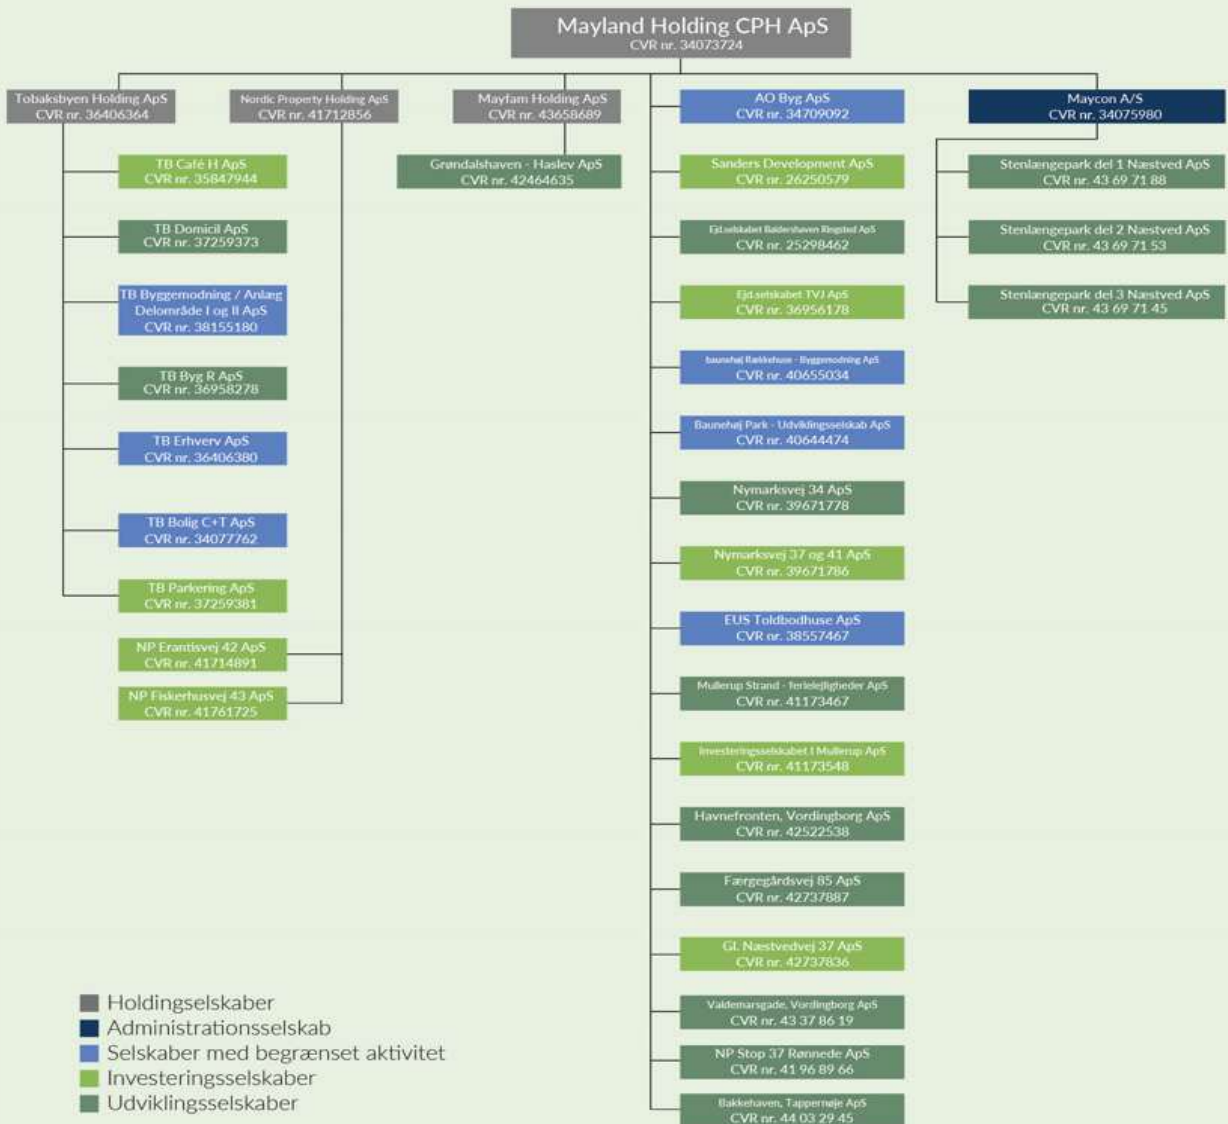 Mayland Holding CPH ApS
CVR nr. 34073724
Tobaksbyen Holding ApS
CVR nr. 36406364
TB Café H ApS
CVR nr. 35847944
TB Domicil ApS
CVR nr. 37259373
TB Byggemodning / Anlæg
Delområde I og II ApS
CVR nr. 38155180
TB Byg R ApS
CVR nr. 36958278
TB Erhverv ApS
CVR nr. 36406380
TB Bolig C+T ApS
CVR nr. 34077762
TB Parkering ApS
CVR nr. 37259381
Nordic Property Holding ApS
CVR nr. 41712856
NP Erantisvej 42 ApS
CVR nr. 41714891
NP Fiskerhusvej 43 ApS
CVR nr. 41761725
Mayfam Holding ApS
CVR nr. 43658689
Grøndalshaven - Haslev ApS
CVR nr. 42464635
AO Byg ApS
CVR nr. 34709092
Sanders Development ApS
CVR nr. 26250579
Ejd.selskabet Baldershaven Ringsted ApS
CVR nr. 25298462
Ejd.selskabet TVJ ApS
CVR nr. 36956178
baunehøj Rækkehuse - Byggemodning ApS
CVR nr. 40655034
Baunehøj Park - Udviklingsselskab ApS
CVR nr. 40644474
Nymarksvej 34 ApS
CVR nr. 39671778
Nymarksvej 37 og 41 ApS
CVR nr. 39671786
EUS Toldbodhuse ApS
CVR nr. 38557467
Mullerup Strand - ferielejligheder ApS
CVR nr. 41173467
Investeringsselskabet I Mullerup ApS
CVR nr. 41173548
Havnefronten, Vordingborg ApS
CVR nr. 42522538
Færgegårdsvej 85 ApS
CVR nr. 42737887
Gl. Næstvedvej 37 ApS
CVR nr. 42737836
Valdemarsgade, Vordingborg ApS
CVR nr. 43 37 86 19
NP Stop 37 Rønnede ApS
CVR nr. 41 96 89 66
Bakkehaven, Tappernøje ApS
CVR nr. 44 03 29 45
Maycon A/S
CVR nr. 34075980
Stenlængepark del 1 Næstved ApS
CVR nr. 43 69 71 88
Stenlængepark del 2 Næstved ApS
CVR nr. 43 69 71 53
Stenlængepark del 3 Næstved ApS
CVR nr. 43 69 71 45
Holdingselskaber
Administrationsselskab
Selskaber med begrænset aktivitet
Investeringsselskaber
Udviklingsselskaber